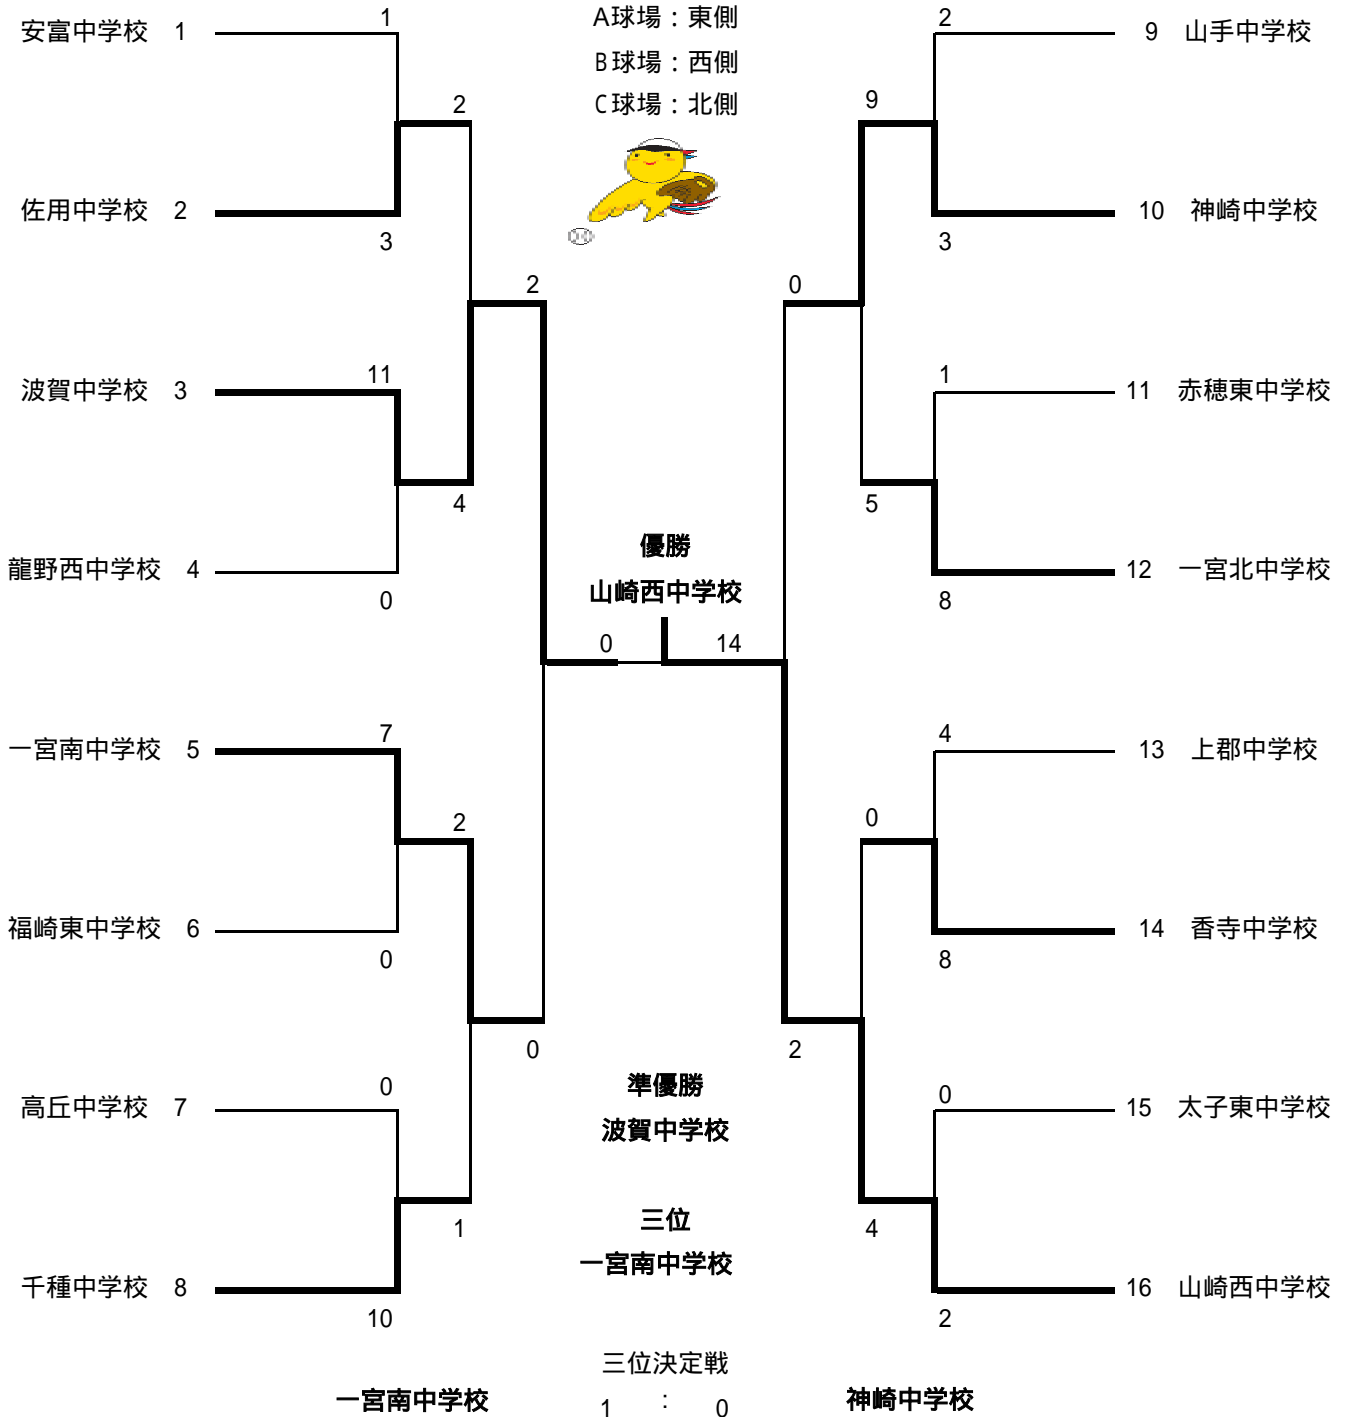 安富中学校 1
1
A球場：東側
2
9 山手中学校
B球場：西側
2
C球場：北側
9
佐用中学校 2
3
10 神崎中学校
3
2
0
波賀中学校 3
11
1
11 赤穂東中学校
4
5
龍野西中学校 4
0
12 一宮北中学校
8
優勝
山崎西中学校
0
14
一宮南中学校 5
7
4
13 上郡中学校
2
0
福崎東中学校 6
0
14 香寺中学校
8
0
2
準優勝
波賀中学校
高丘中学校 7
0
0
15 太子東中学校
1
4
三位
一宮南中学校
千種中学校 8
10
16 山崎西中学校
2
三位決定戦
一宮南中学校 1 : 0 神崎中学校